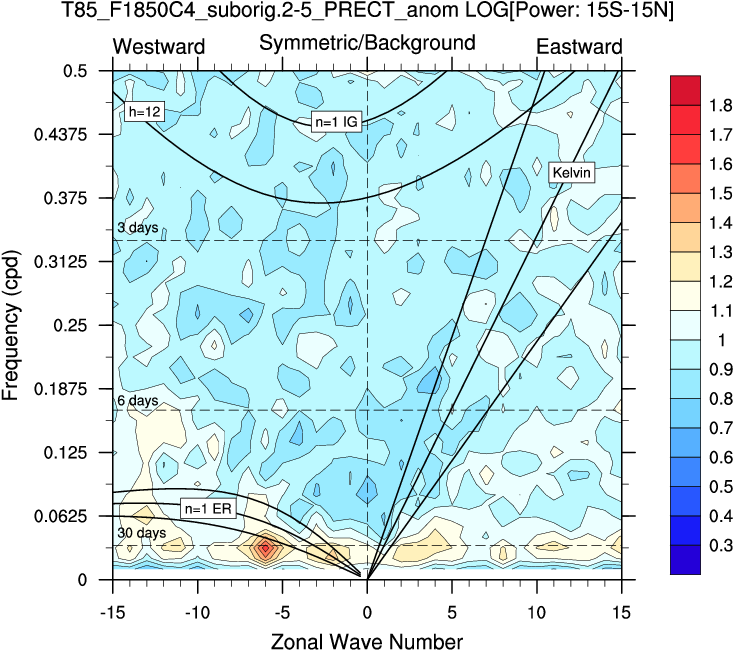 T85_F1850C4_suborig.2-5_PRECT_anom LOG[Power: 15S-15N]
Westward Symmetric/Background Eastward
0.5
0.4375
0.375
0.3125
0.25
0.1875
0.125
0.0625
0
Frequency (cpd)
h=12
n=1 IG
Kelvin
3 days
6 days
n=1 ER
30 days
-15 -10 -5 0 5 10 15
Zonal Wave Number
1.8
1.7
1.6
1.5
1.4
1.3
1.2
1.1
1
0.9
0.8
0.7
0.6
0.5
0.4
0.3